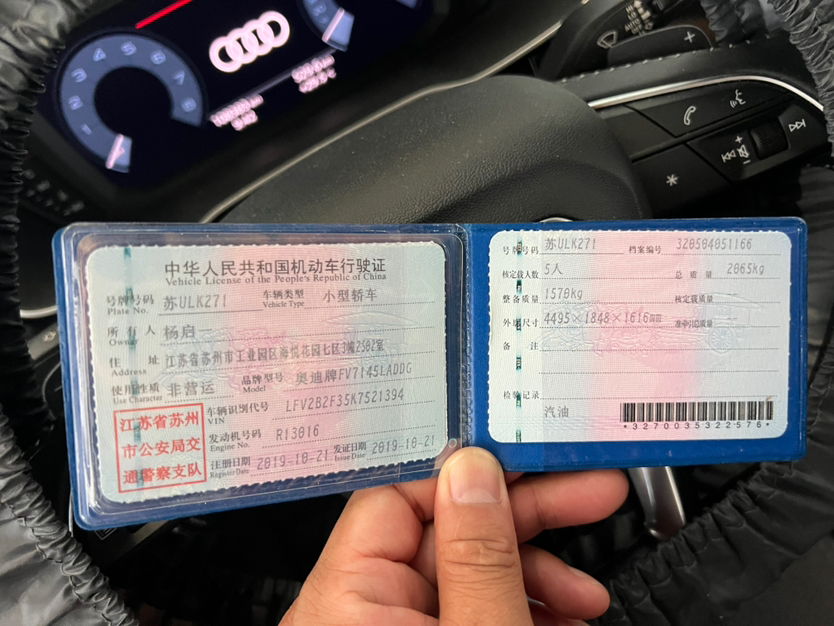 中华人民共和国机动车行驶证
Vehicle License of the People's Republic of China
号牌号码 苏ULK271 车辆类型 小型轿车
Plate No. Vehicle Type
所有人 杨启一
Owner
住址 江苏省苏州市工业园区海悦花园七区3幢2502室
Address
使用性质 非营运 品牌型号 奥迪牌FV7145LADDG
Use Character Model
江苏省苏州
市公安局交
通警察支队
车辆识别代号 LFV2B2F35K7521394
VIN
发动机号码 R13016
Engine No.
注册日期 2019-10-21 发证日期 2019-10-21
Register Date Issue Date
号牌号码 苏ULK271 档案编号 320504051166
核定载人数 5人 总质量 2065kg
整备质量 1570kg 核定载质量
外廓尺寸 4495×1848×1616mm 准牵引总质量
备注
检验记录
汽油
*3270035322576*